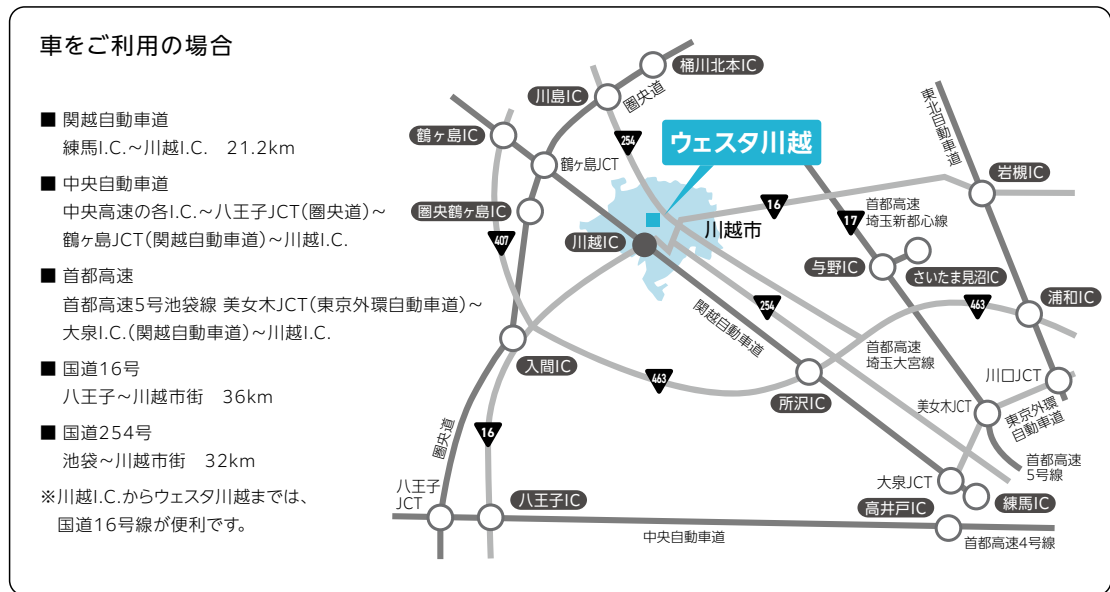 車をご利用の場合
■ 関越自動車道
練馬I.C.～川越I.C.　21.2km
■ 中央自動車道
中央高速の各I.C.～八王子JCT(圏央道)～
鶴ヶ島JCT(関越自動車道)～川越I.C.
■ 首都高速
首都高速5号池袋線 美女木JCT(東京外環自動車道)～
大泉I.C.(関越自動車道)～川越I.C.
■ 国道16号
八王子～川越市街　36km
■ 国道254号
池袋～川越市街　32km
※川越I.C.からウェスタ川越までは、
国道16号線が便利です。
桶川北本IC
川島IC
圏央道
鶴ヶ島IC
254
ウェスタ川越
東北自動車道
鶴ヶ島JCT
岩槻IC
圏央鶴ヶ島IC
16
首都高速
埼玉新都心線
17
川越市
407
川越IC
与野IC
さいたま見沼IC
254
463
浦和IC
関越自動車道
首都高速
埼玉大宮線
入間IC
463
所沢IC
川口JCT
美女木JCT
東京外環
自動車道
16
圏央道
首都高速
5号線
八王子
JCT
八王子IC
大泉JCT
高井戸IC
練馬IC
中央自動車道
首都高速4号線